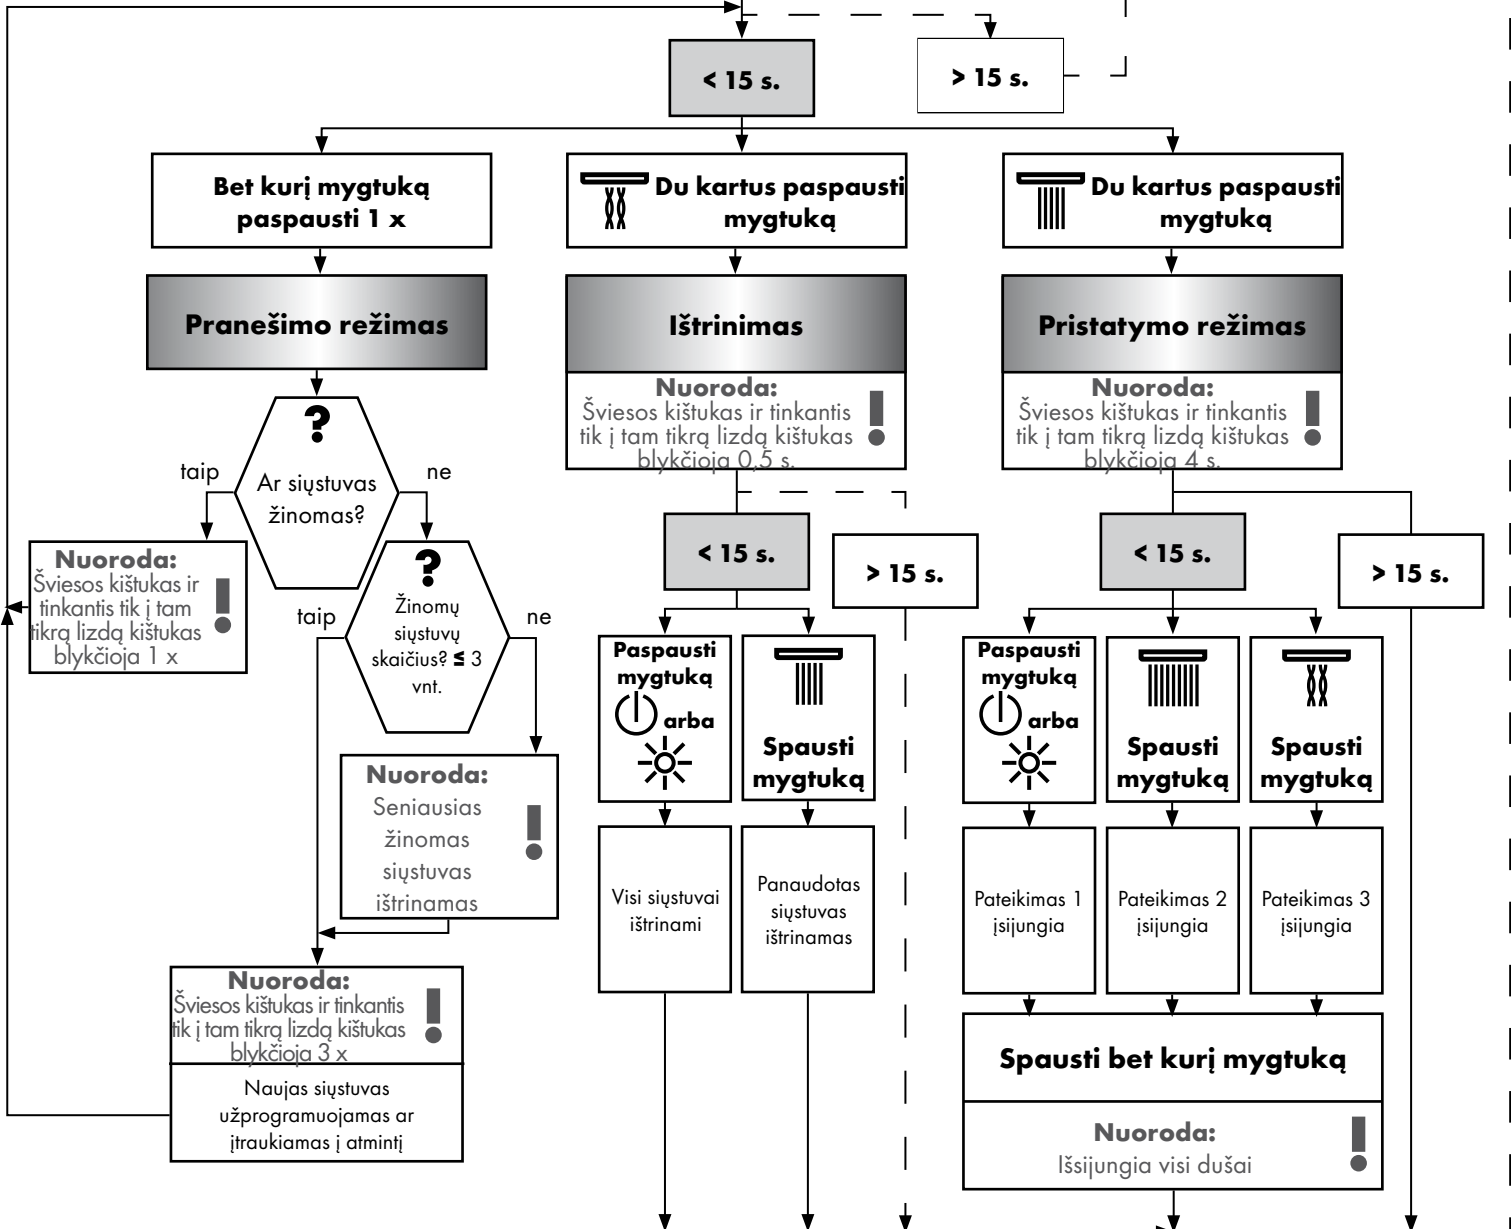 < 15 s.
> 15 s.
Bet kurį mygtuką
paspausti 1 x
Du kartus paspausti
mygtuką
Du kartus paspausti
mygtuką
Pranešimo režimas
Ištrinimas
Pristatymo režimas
Nuoroda:
Šviesos kištukas ir tinkantis
tik į tam tikrą lizdą kištukas
blykčioja 0,5 s.
Nuoroda:
Šviesos kištukas ir tinkantis
tik į tam tikrą lizdą kištukas
blykčioja 4 s.
?
Ar siųstuvas
žinomas?
taip
ne
Nuoroda:
Šviesos kištukas ir
tinkantis tik į tam
tikrą lizdą kištukas
blykčioja 1 x
?
Žinomų
siųstuvų
skaičius? ≤ 3
vnt.
taip
ne
Nuoroda:
Seniausias
žinomas
siųstuvas
ištrinamas
Nuoroda:
Šviesos kištukas ir tinkantis
tik į tam tikrą lizdą kištukas
blykčioja 3 x
Naujas siųstuvas
užprogramuojamas ar
įtraukiamas į atmintį
< 15 s.
> 15 s.
Paspausti
mygtuką
arba
Spausti
mygtuką
Visi siųstuvai
ištrinami
Panaudotas
siųstuvas
ištrinamas
< 15 s.
> 15 s.
Paspausti
mygtuką
arba
Spausti
mygtuką
Spausti
mygtuką
Pateikimas 1
įsijungia
Pateikimas 2
įsijungia
Pateikimas 3
įsijungia
Spausti bet kurį mygtuką
Nuoroda:
Išsijungia visi dušai